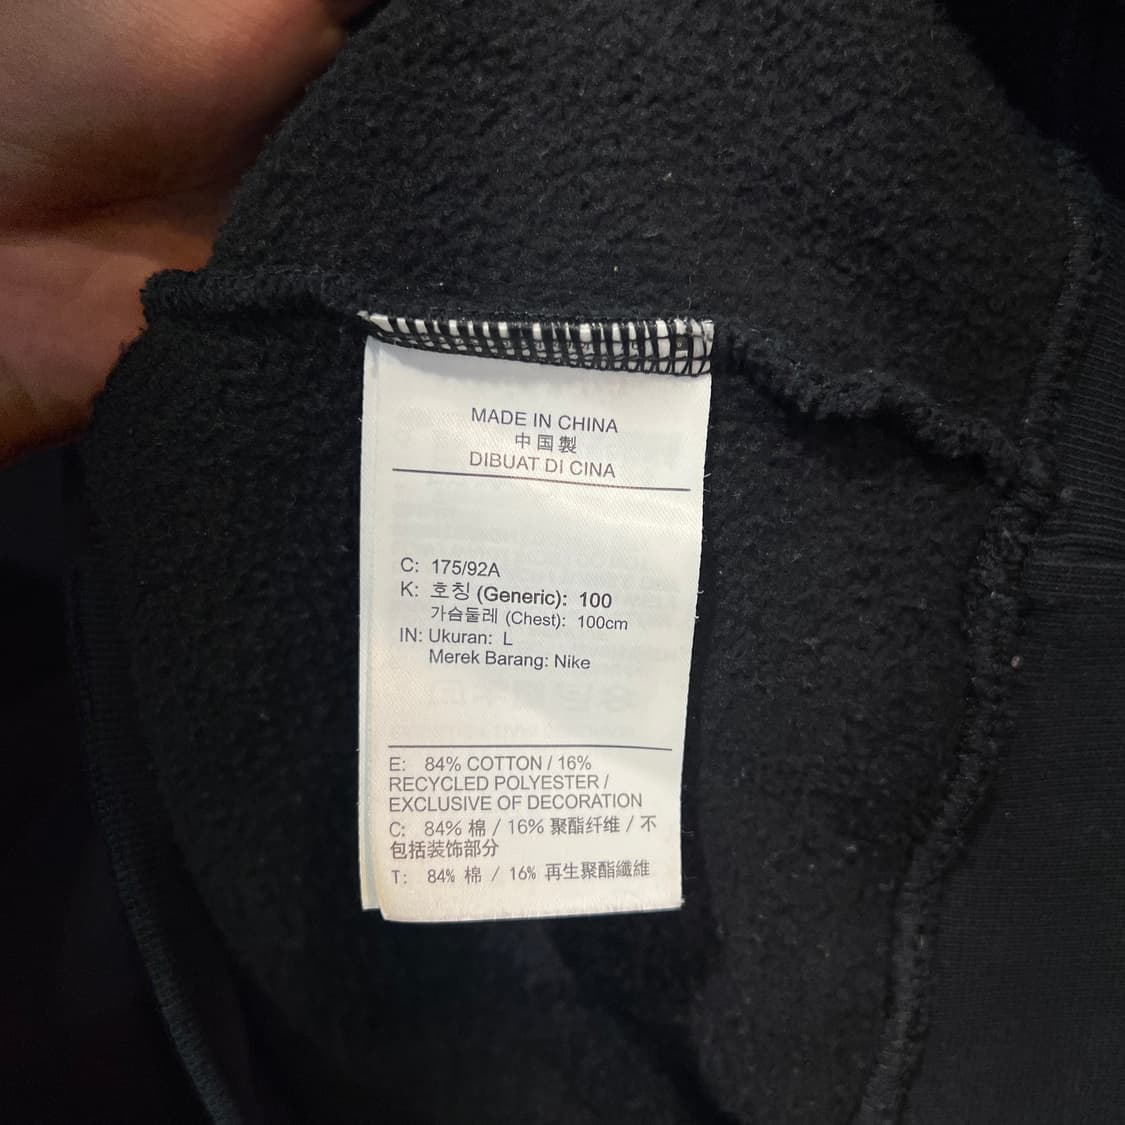 MADE IN CHINA
中国製
DIBUAT DI CINA
C: 175/92A
K: 호칭 (Generic): 100
가슴둘레 (Chest): 100cm
IN: Ukuran: L
Merek Barang: Nike
E: 84% COTTON / 16%
RECYCLED POLYESTER /
EXCLUSIVE OF DECORATION
C: 84% 棉 / 16% 聚酯纤维 / 不
包括装饰部分
T: 84% 棉 / 16% 再生聚酯纖維